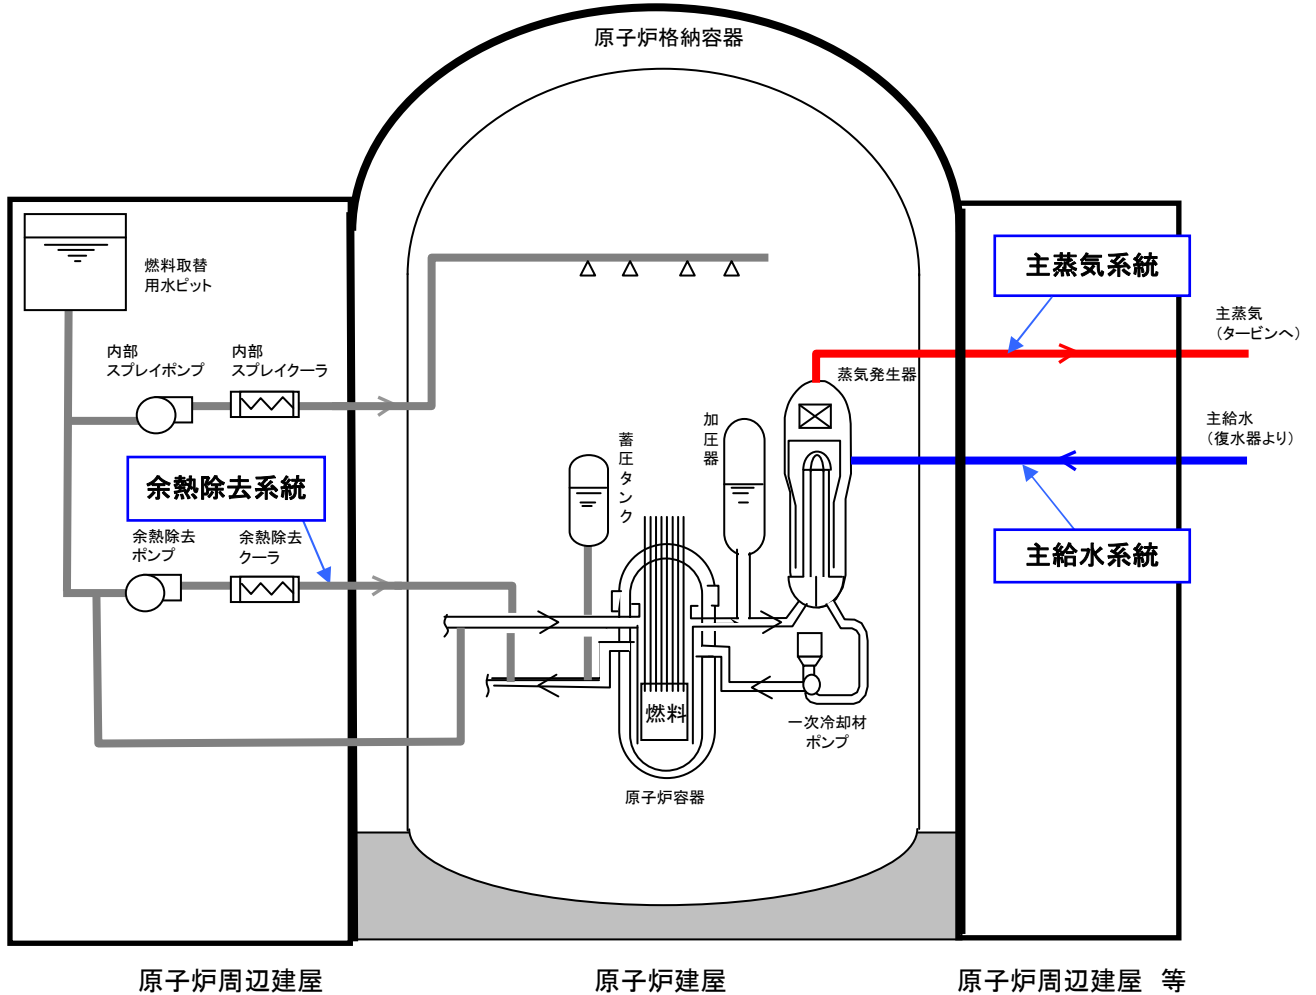 原子炉格納容器
燃料取替
用水ピット
内部
スプレイポンプ
内部
スプレイクーラ
余熱除去系統
余熱除去
ポンプ
余熱除去
クーラ
蓄圧タンク
加圧器
蒸気発生器
燃料
原子炉容器
一次冷却材
ポンプ
主蒸気系統
主蒸気
(タービンへ)
主給水
(復水器より)
主給水系統
原子炉周辺建屋
原子炉建屋
原子炉周辺建屋 等